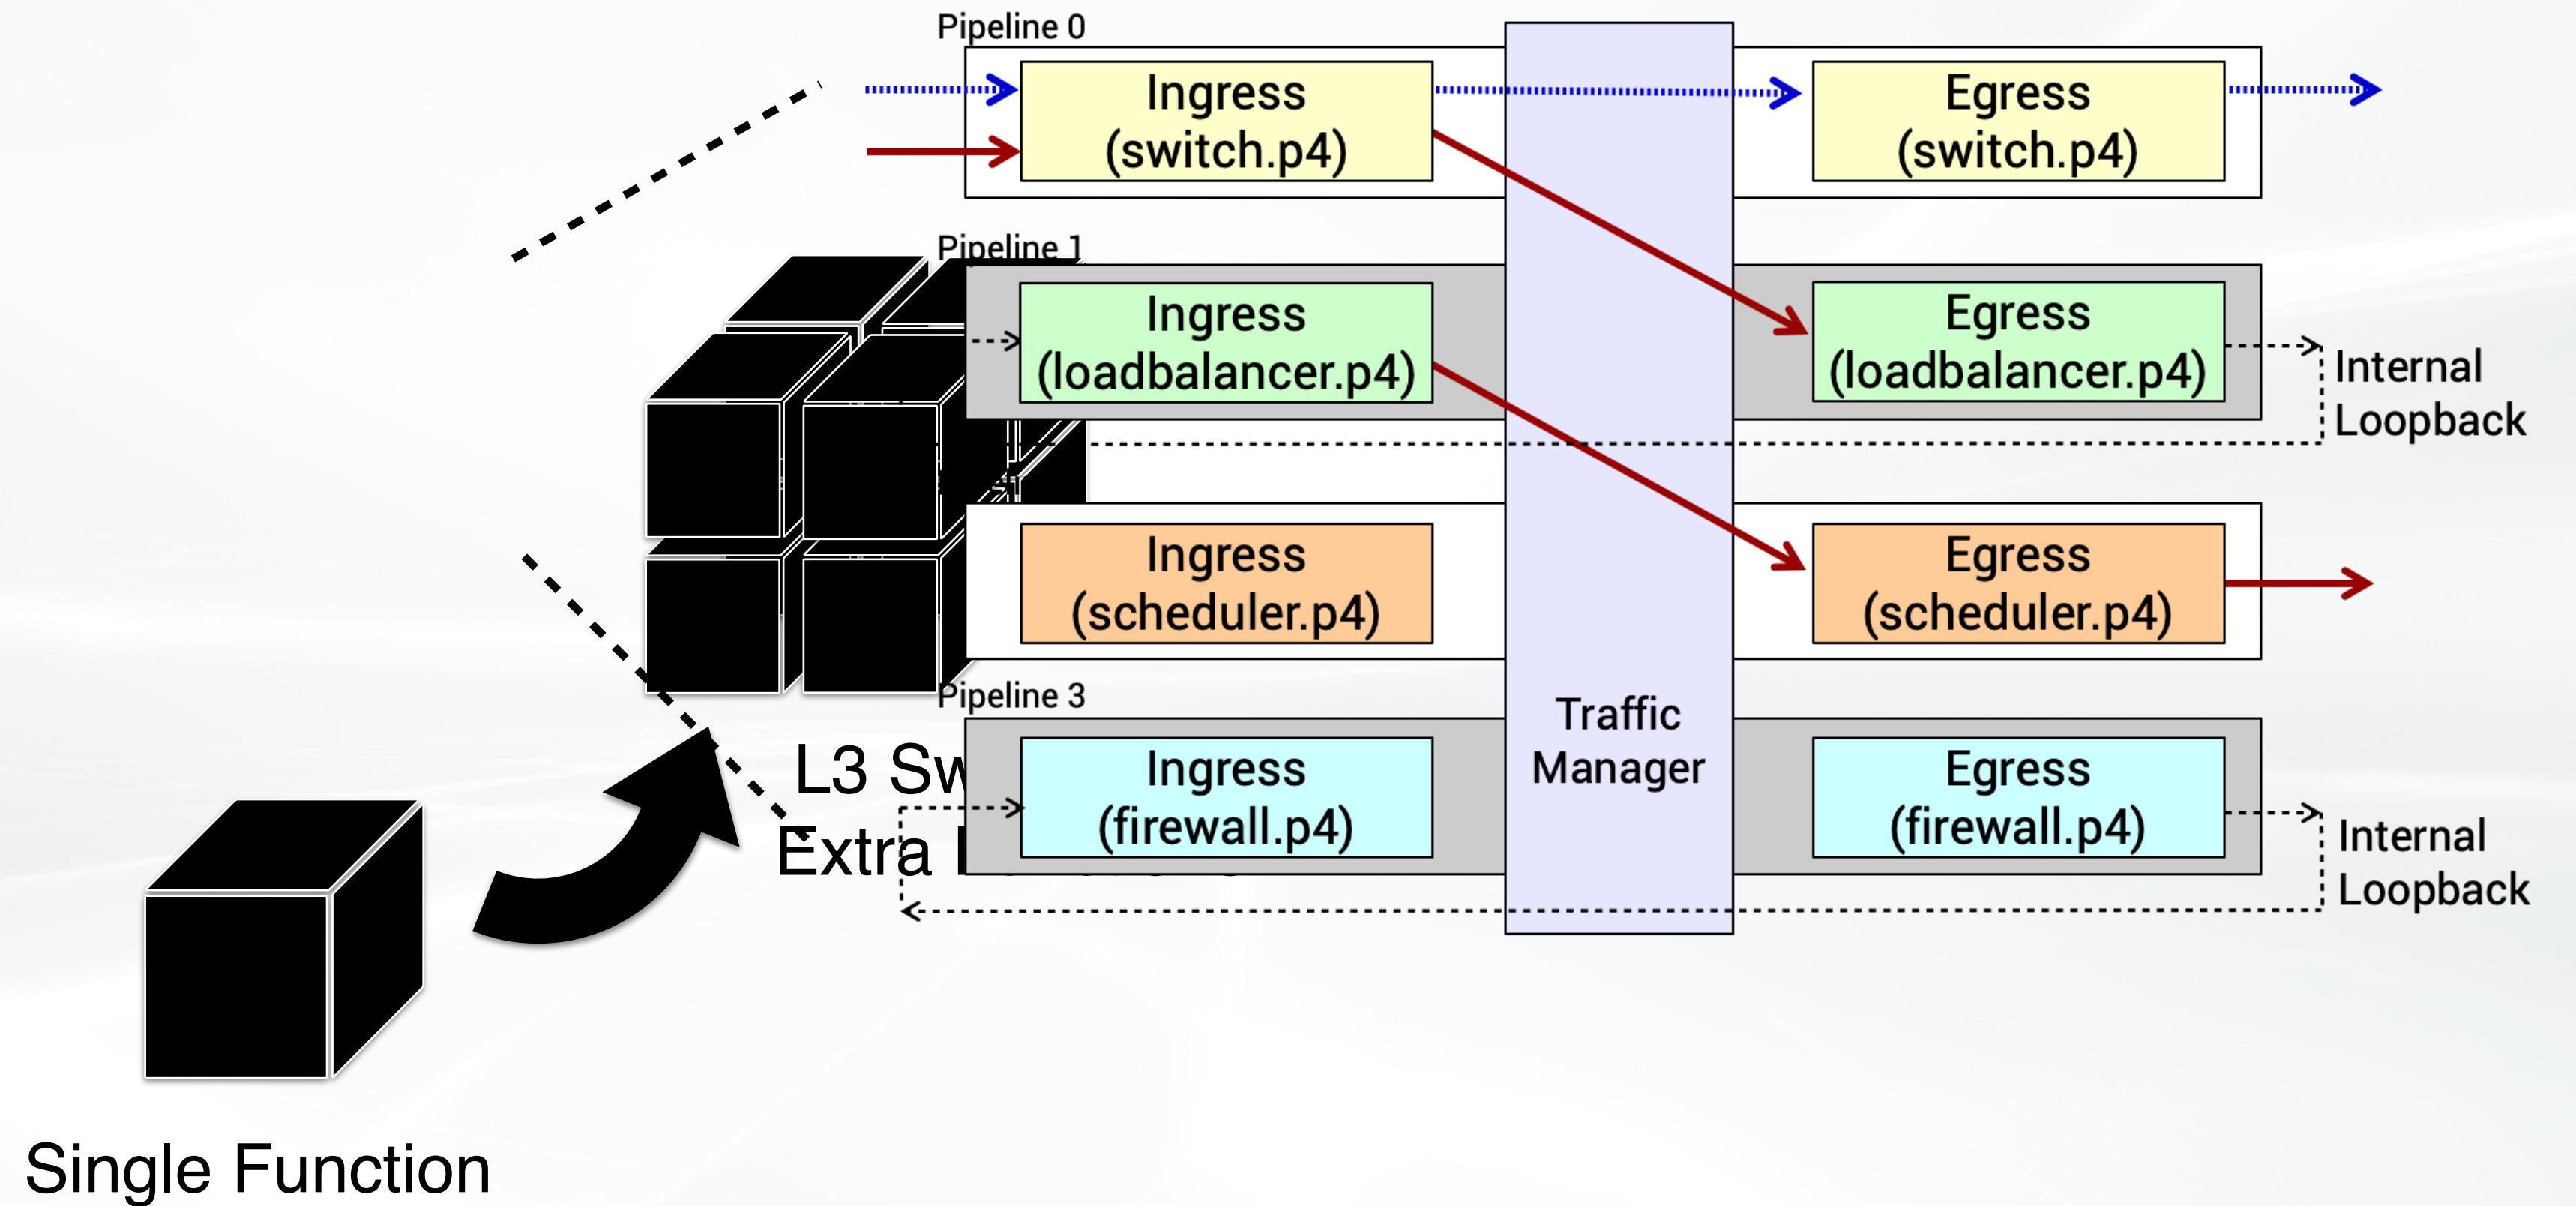 Pipeline 0
Ingress
(switch.p4)
Egress
(switch.p4)
Pipeline 1
Ingress
(loadbalancer.p4)
Egress
(loadbalancer.p4)
Internal
Loopback
Ingress
(scheduler.p4)
Egress
(scheduler.p4)
Pipeline 3
Traffic
Manager
Ingress
(firewall.p4)
Egress
(firewall.p4)
Internal
Loopback
L3
Extra
Single Function